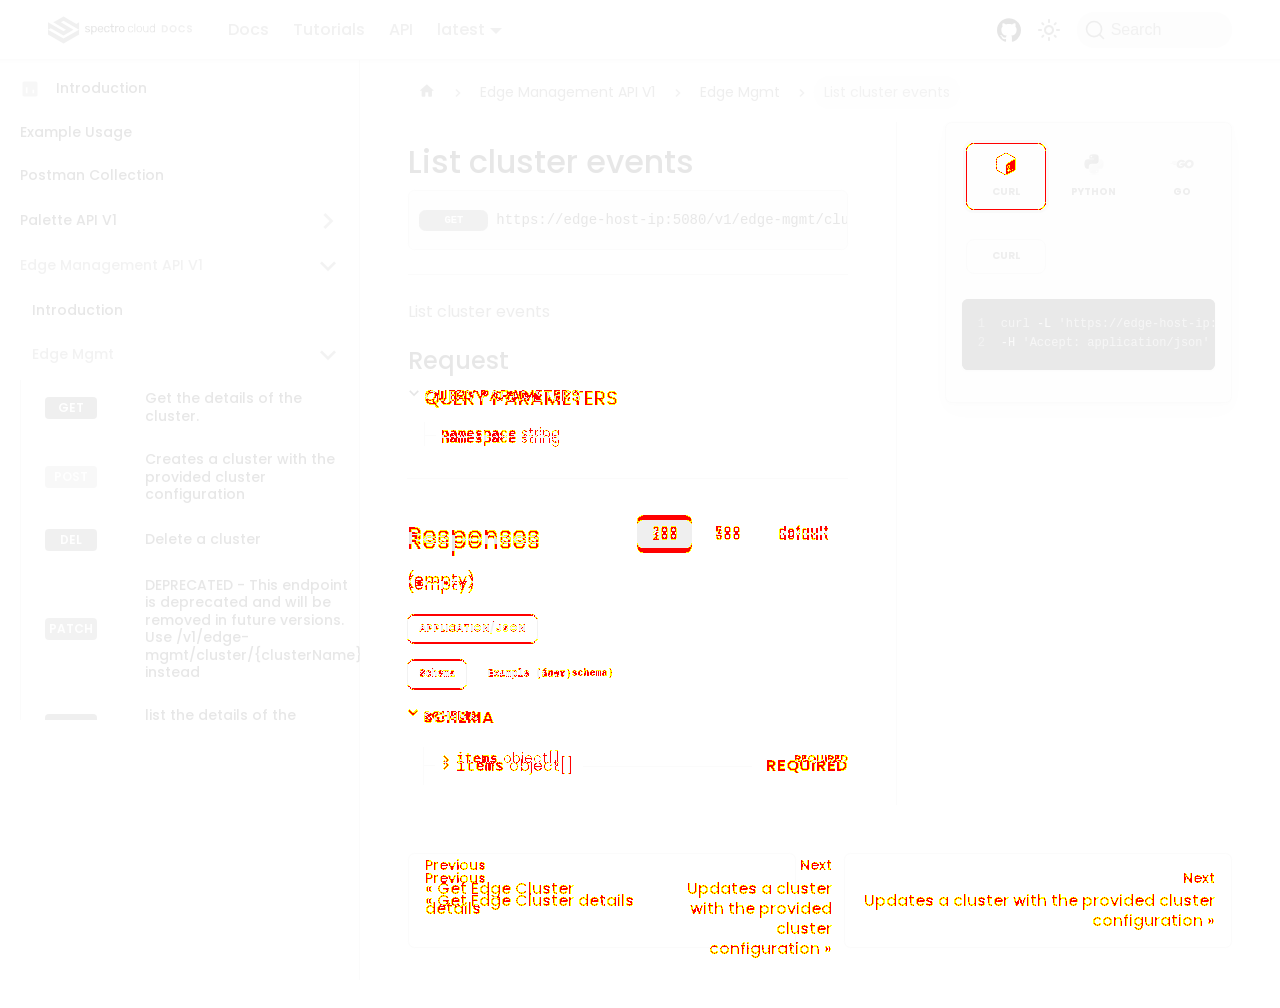 spectro cloud DOCS
Docs
Tutorials
API
latest
Search
Introduction
Example Usage
Postman Collection
Palette API V1
Edge Management API V1
Introduction
Edge Mgmt
GET
Get the details of the
cluster.
POST
Creates a cluster with the
provided cluster
configuration
DEL
Delete a cluster
PATCH
DEPRECATED - This endpoint
is deprecated and will be
removed in future versions.
Use /v1/edge-
mgmt/cluster/{clusterName}
instead
list the details of the
Edge Management API V1
Edge Mgmt
List cluster events
List cluster events
GET
https://edge-host-ip:5080/v1/edge-mgmt/clu
List cluster events
Request
QUERY PARAMETERS
namespace string
Responses
200
500
default
(empty)
application/json
Schema
Example (from schema)
SCHEMA
items object[]
REQUIRED
Previous
Previous
« Get Edge Cluster
« Get Edge Cluster details
details
Next
Updates a cluster
with the provided
cluster
configuration »
Next
Updates a cluster with the provided cluster
configuration »
CURL
PYTHON
GO
CURL
1 curl -L 'https://edge-host-ip:
2 -H 'Accept: application/json'